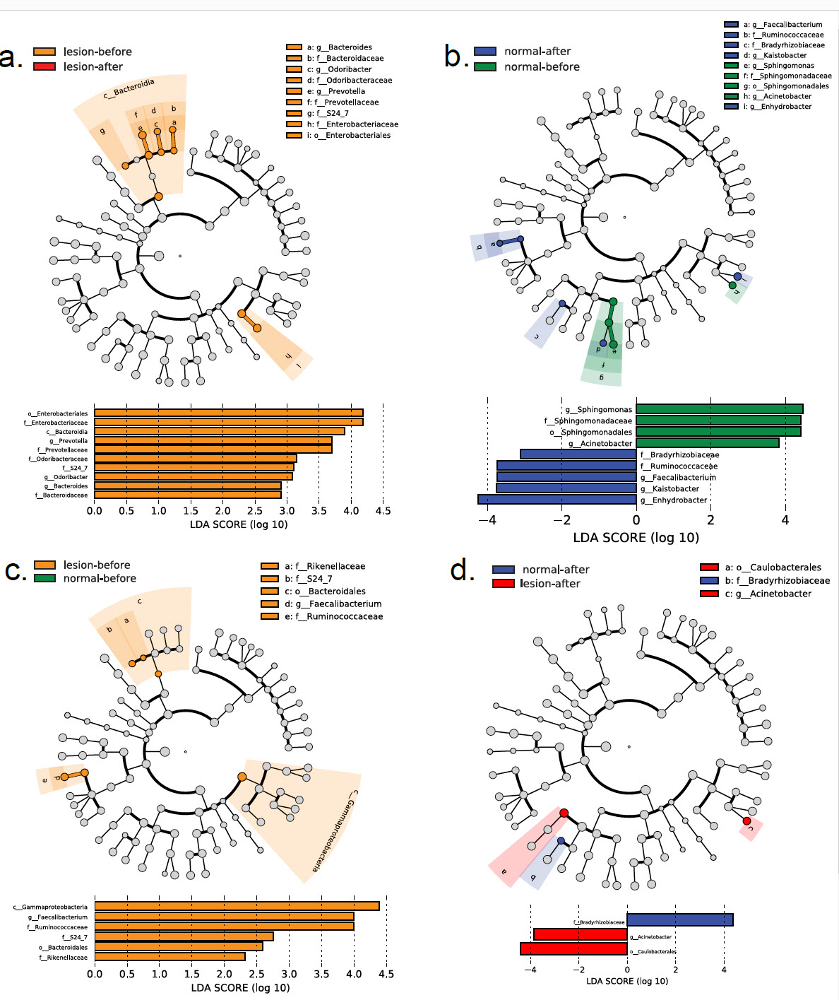 a.
lesion-before
lesion-after
a: g__Bacteroides
b: f__Bacteroidaceae
c: g__Odoribacter
d: f__Odoribacteraceae
e: g__Prevotella
f: f__Prevotellaceae
g: f__S24_7
h: f__Enterobacteriaceae
i: o__Enterobacteriales
c__Bacteroidia
f d b
g e c a
h i
o__Enterobacteriales
f__Enterobacteriaceae
c__Bacteroidia
g__Prevotella
f__Prevotellaceae
f__Odoribacteraceae
f__S24_7
g__Odoribacter
g__Bacteroides
f__Bacteroidaceae
0.0 0.5 1.0 1.5 2.0 2.5 3.0 3.5 4.0 4.5
LDA SCORE (log 10)
b.
normal-after
normal-before
a: g__Faecalibacterium
b: f__Ruminococcaceae
c: f__Bradyrhizobiaceae
d: g__Kaistobacter
e: g__Sphingomonas
f: f__Sphingomonadaceae
g: o__Sphingomonadales
h: g__Acinetobacter
i: g__Enhydrobacter
b a
i
h
c
d e
f
g
g__Sphingomonas
f__Sphingomonadaceae
o__Sphingomonadales
g__Acinetobacter
f__Bradyrhizobiaceae
f__Ruminococcaceae
g__Faecalibacterium
g__Kaistobacter
g__Enhydrobacter
−4 −2 0 2 4
LDA SCORE (log 10)
c.
lesion-before
normal-before
a: f__Rikenellaceae
b: f__S24_7
c: o__Bacteroidales
d: g__Faecalibacterium
e: f__Ruminococcaceae
c
b a
e d
c__Gammaproteobacteria
c__Gammaproteobacteria
g__Faecalibacterium
f__Ruminococcaceae
f__S24_7
o__Bacteroidales
f__Rikenellaceae
0.0 0.5 1.0 1.5 2.0 2.5 3.0 3.5 4.0 4.5
LDA SCORE (log 10)
d.
normal-after
lesion-after
a: o__Caulobacterales
b: f__Bradyrhizobiaceae
c: g__Acinetobacter
c
a b
f__Bradyrhizobiaceae
g__Acinetobacter
o__Caulobacterales
−4 −2 0 2 4
LDA SCORE (log 10)